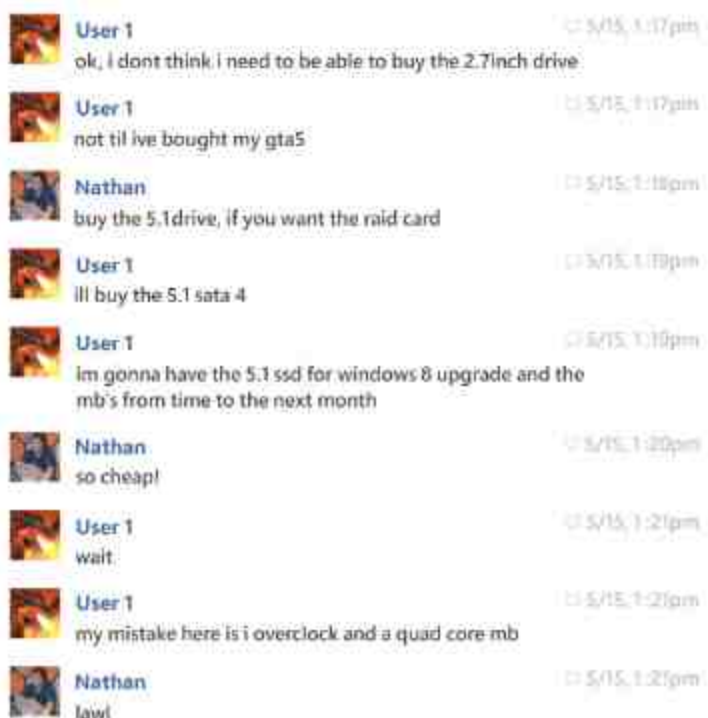 User 1
5/15, 1:17pm
ok, i dont think i need to be able to buy the 2.7inch drive
User 1
5/15, 1:17pm
not til ive bought my gta5
Nathan
5/15, 1:18pm
buy the 5.1drive, if you want the raid card
User 1
5/15, 1:19pm
ill buy the 5.1 sata 4
User 1
5/15, 1:19pm
im gonna have the 5.1 ssd for windows 8 upgrade and the
mb's from time to the next month
Nathan
5/15, 1:20pm
so cheap!
User 1
5/15, 1:21pm
wait
User 1
5/15, 1:21pm
my mistake here is i overclock and a quad core mb
Nathan
5/15, 1:21pm
lawl